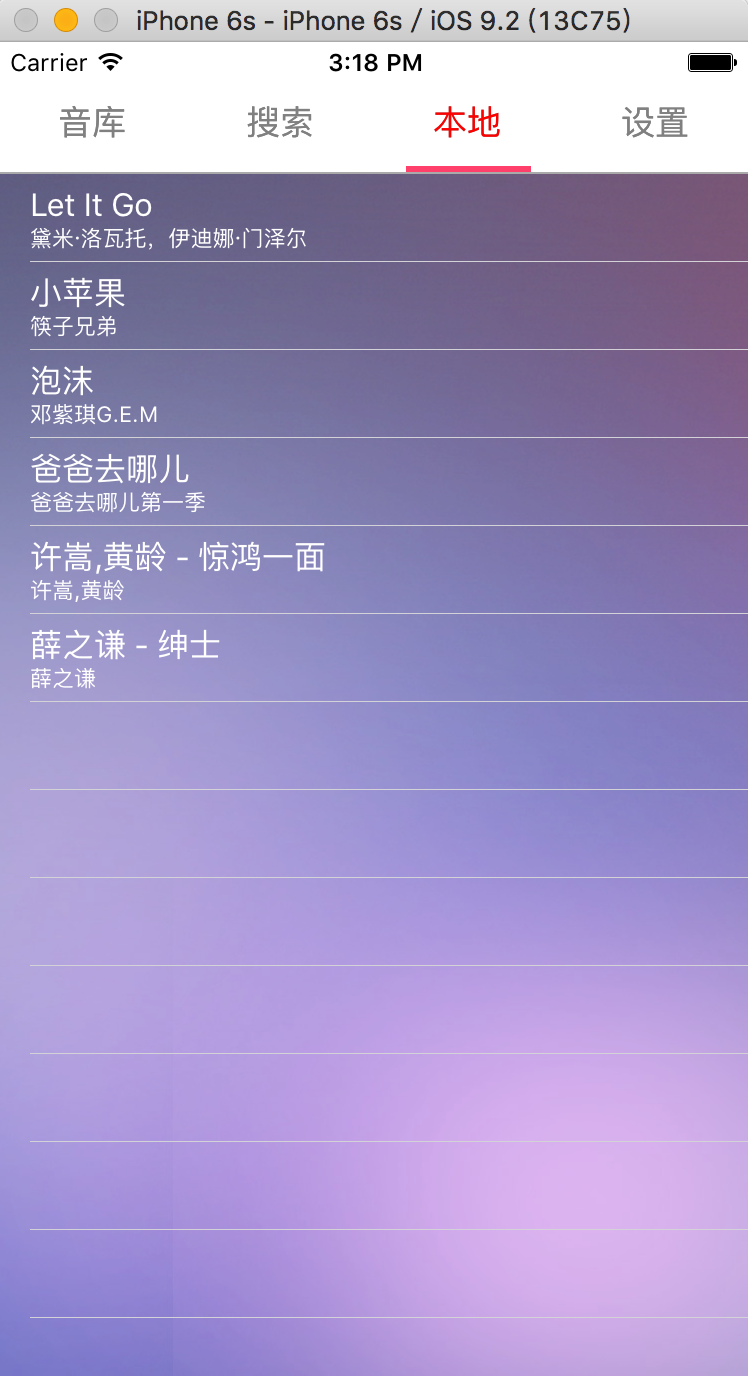 iPhone 6s - iPhone 6s / iOS 9.2 (13C75)
Carrier 3:18 PM
音库 搜索 本地 设置
Let It Go
黛米·洛瓦托，伊迪娜·门泽尔
小苹果
筷子兄弟
泡沫
邓紫琪G.E.M
爸爸去哪儿
爸爸去哪儿第一季
许嵩,黄龄 - 惊鸿一面
许嵩,黄龄
薛之谦 - 绅士
薛之谦